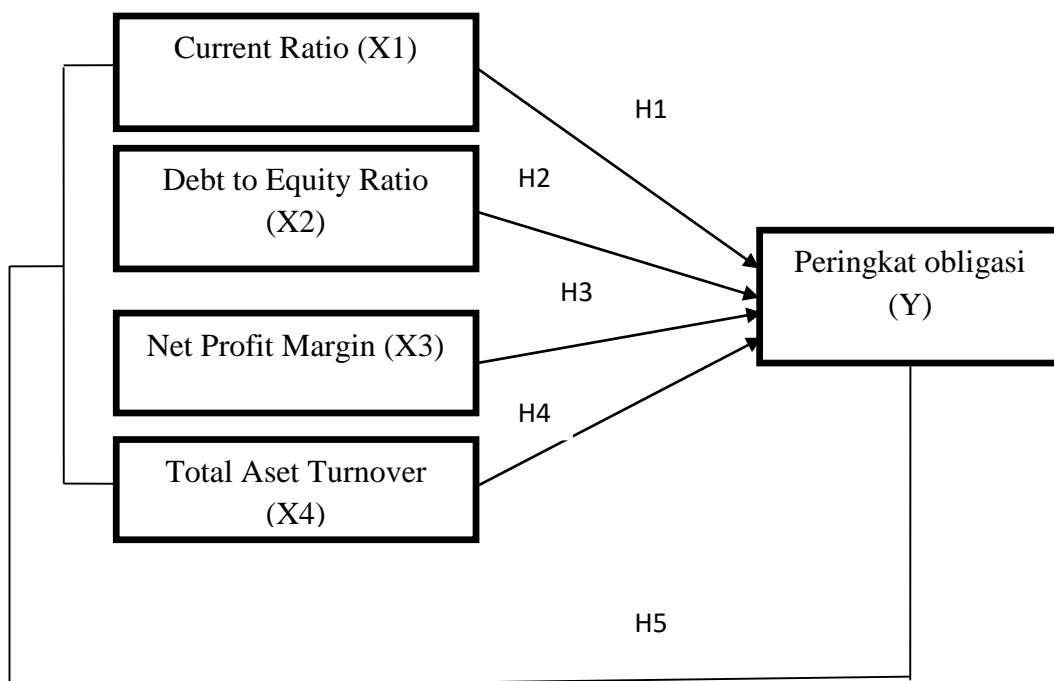 Current Ratio (X1)
H1
Debt to Equity Ratio
(X2)
H2
Peringkat obligasi
(Y)
H3
Net Profit Margin (X3)
H4
Total Aset Turnover
(X4)
H5